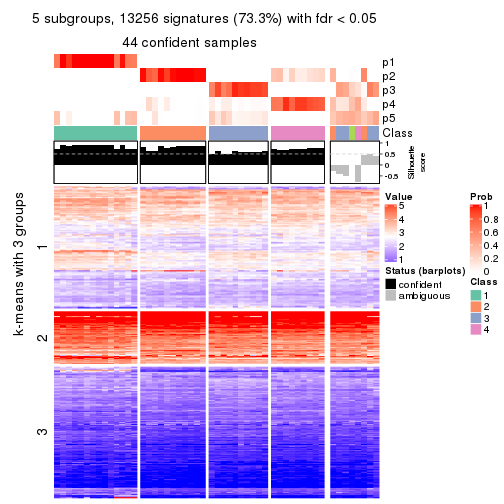 5 subgroups, 13256 signatures (73.3%) with fdr < 0.05
44 confident samples
p1
p2
p3
p4
p5
Class
1
0.5
0
-0.5
Silhouette
score
k-means with 3 groups
1
2
3
Value
5
4
3
2
1
Status (barplots)
confident
ambiguous
Prob
1
0.8
0.6
0.4
0.2
0
Class
1
2
3
4